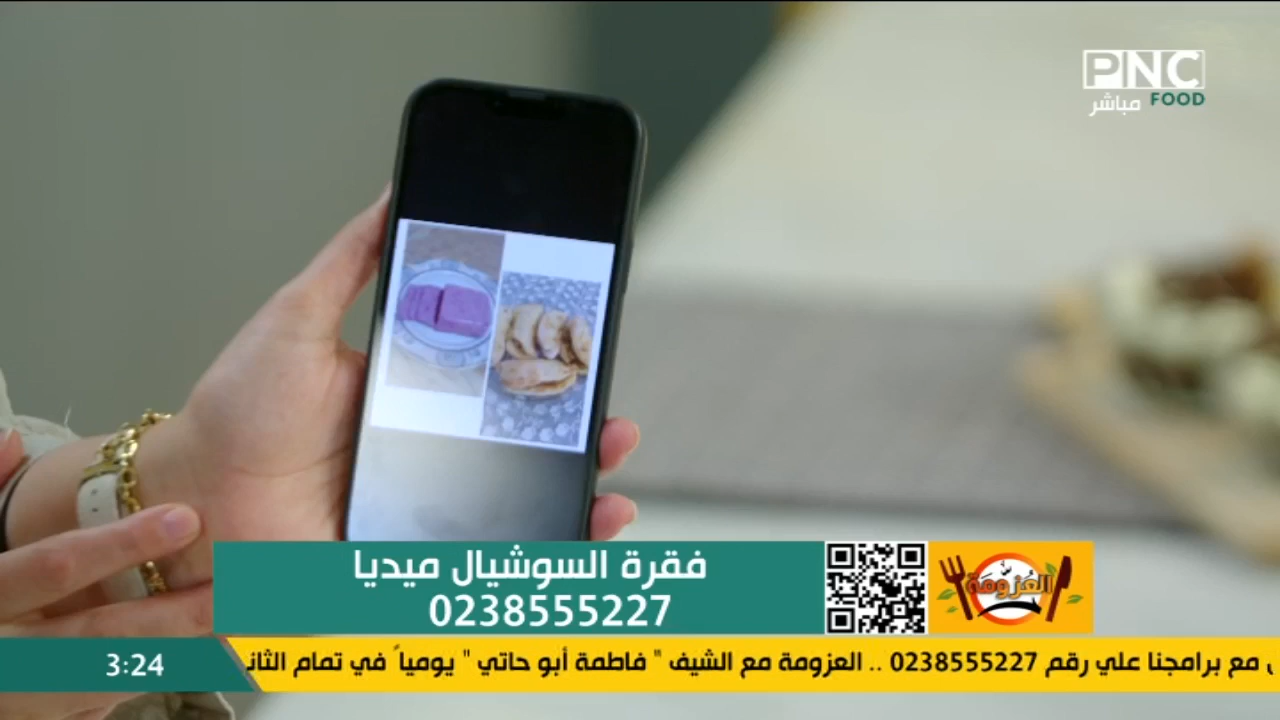 PNC
FOOD مباشر
فقرة السوشيال ميديا
0238555227
العزومة
3:24
مع برامجنا علي رقم 0238555227 .. العزومة مع الشيف " فاطمة أبو حاتي " يومياً في تمام